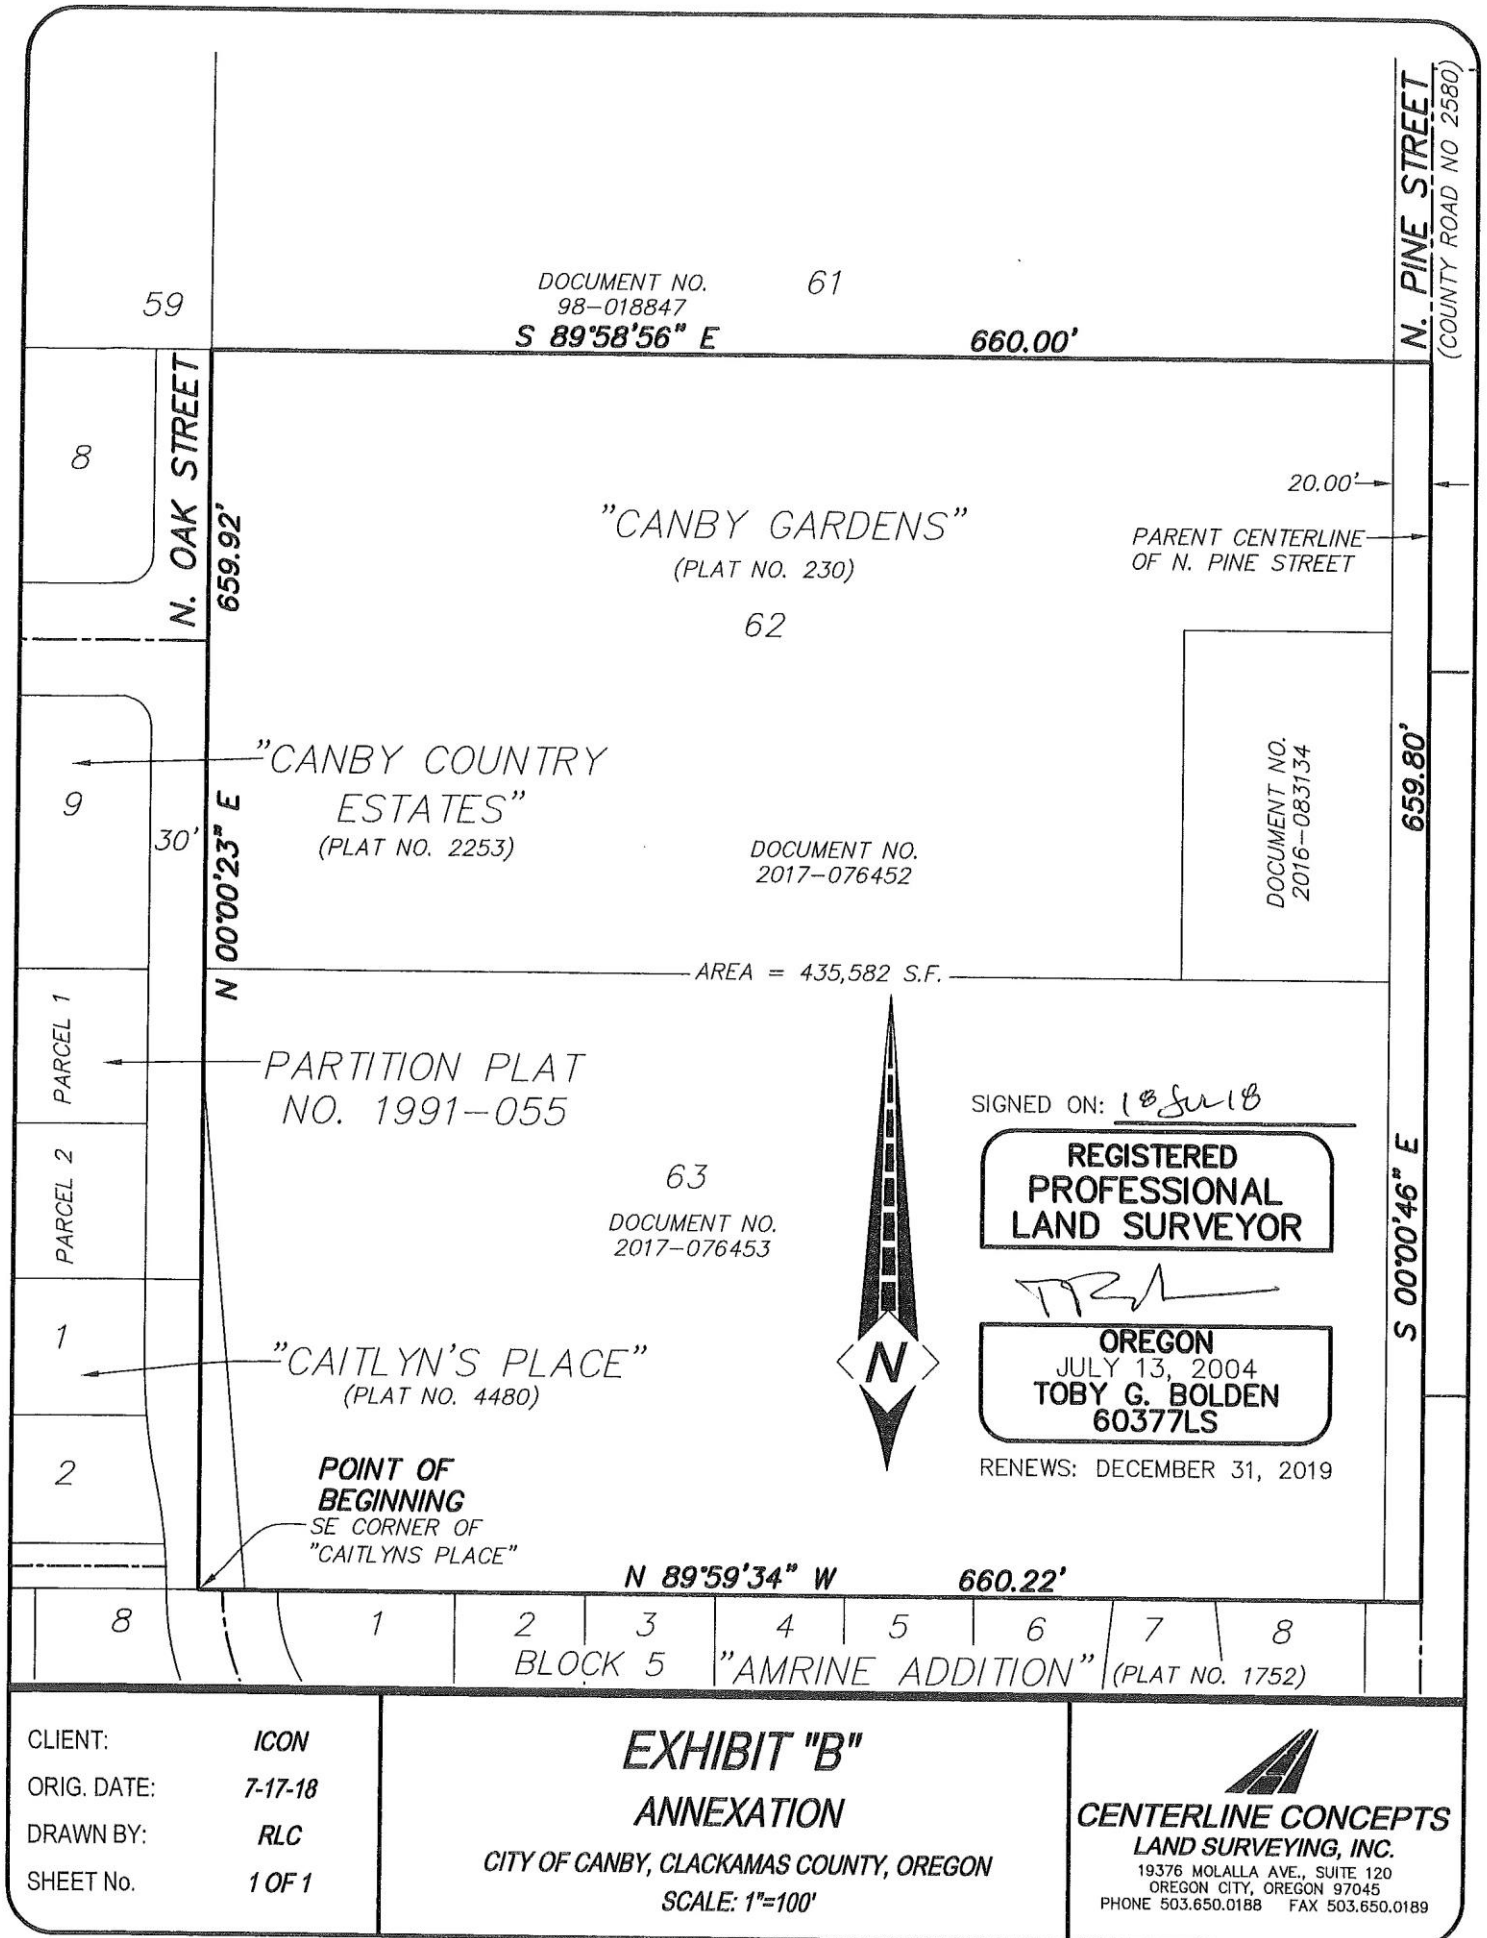 N. PINE STREET
(COUNTY ROAD NO 2580)
59
DOCUMENT NO.
98-018847
61
S 89°58'56" E
660.00'
N. OAK STREET
8
659.92'
"CANBY GARDENS"
(PLAT NO. 230)
62
20.00'
PARENT CENTERLINE
OF N. PINE STREET
9
"CANBY COUNTRY
ESTATES"
(PLAT NO. 2253)
30'
N 00°00'23" E
DOCUMENT NO.
2017-076452
DOCUMENT NO.
2016-083134
659.80'
AREA = 435,582 S.F.
PARCEL 1
PARTITION PLAT
NO. 1991-055
PARCEL 2
63
DOCUMENT NO.
2017-076453
N
SIGNED ON: 18 JUL 18
REGISTERED
PROFESSIONAL
LAND SURVEYOR
OREGON
JULY 13, 2004
TOBY G. BOLDEN
60377LS
RENEWS: DECEMBER 31, 2019
S 00°00'46" E
1
"CAITLYN'S PLACE"
(PLAT NO. 4480)
2
POINT OF
BEGINNING
SE CORNER OF
"CAITLYNS PLACE"
N 89°59'34" W
660.22'
8
1
2
3
4
5
6
7
8
BLOCK 5
"AMRINE ADDITION"
(PLAT NO. 1752)
CLIENT: ICON
ORIG. DATE: 7-17-18
DRAWN BY: RLC
SHEET No. 1 OF 1
EXHIBIT "B"
ANNEXATION
CITY OF CANBY, CLACKAMAS COUNTY, OREGON
SCALE: 1"=100'
CENTERLINE CONCEPTS
LAND SURVEYING, INC.
19376 MOLALLA AVE., SUITE 120
OREGON CITY, OREGON 97045
PHONE 503.650.0188 FAX 503.650.0189